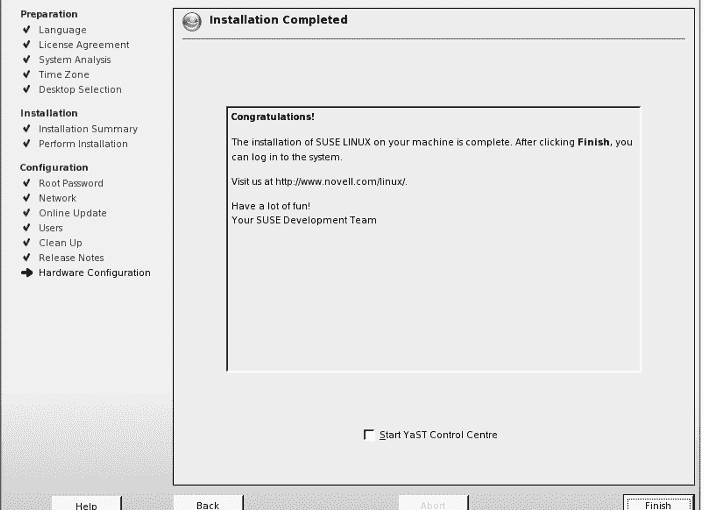 Preparation
Language
License Agreement
System Analysis
Time Zone
Desktop Selection
Installation
Installation Summary
Perform Installation
Configuration
Root Password
Network
Online Update
Users
Clean Up
Release Notes
Hardware Configuration
Installation Completed
Congratulations!
The installation of SUSE LINUX on your machine is complete. After clicking Finish, you
can log in to the system.
Visit us at http://www.novell.com/linux/.
Have a lot of fun!
Your SUSE Development Team
Start YaST Control Centre
Help
Back
Abort
Finish